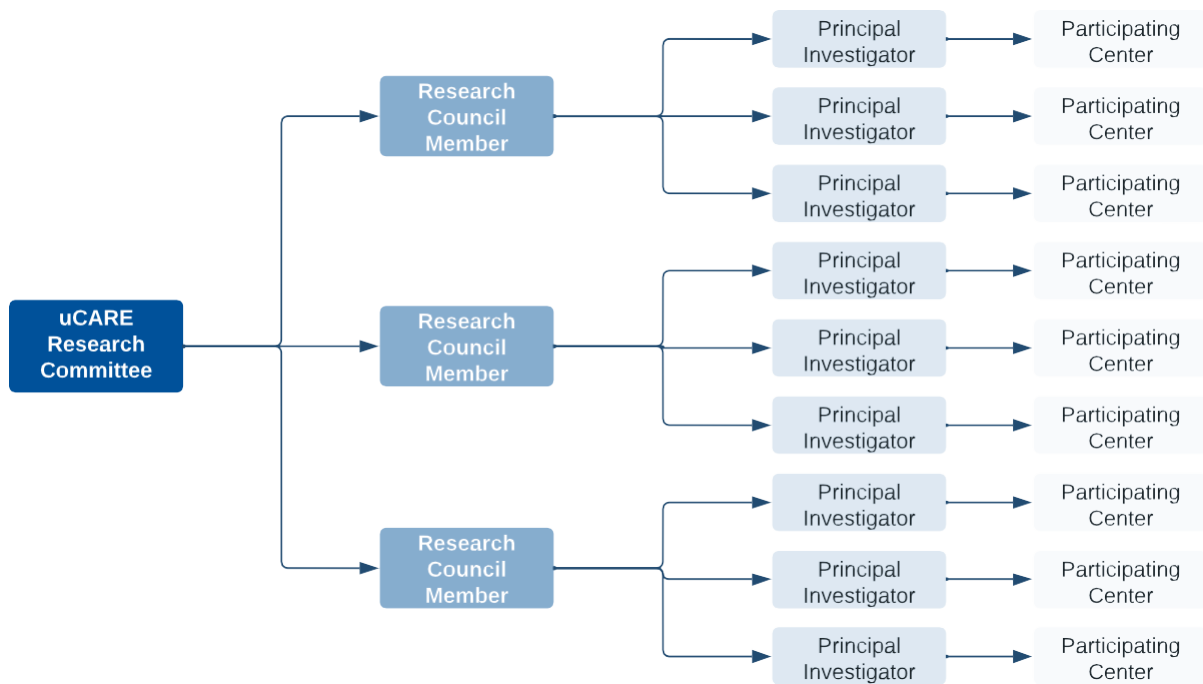 Principal
Investigator
Participating
Center
Research
Council
Member
Principal
Investigator
Participating
Center
Principal
Investigator
Participating
Center
Principal
Investigator
Participating
Center
uCARE
Research
Committee
Research
Council
Member
Principal
Investigator
Participating
Center
Principal
Investigator
Participating
Center
Principal
Investigator
Participating
Center
Research
Council
Member
Principal
Investigator
Participating
Center
Principal
Investigator
Participating
Center